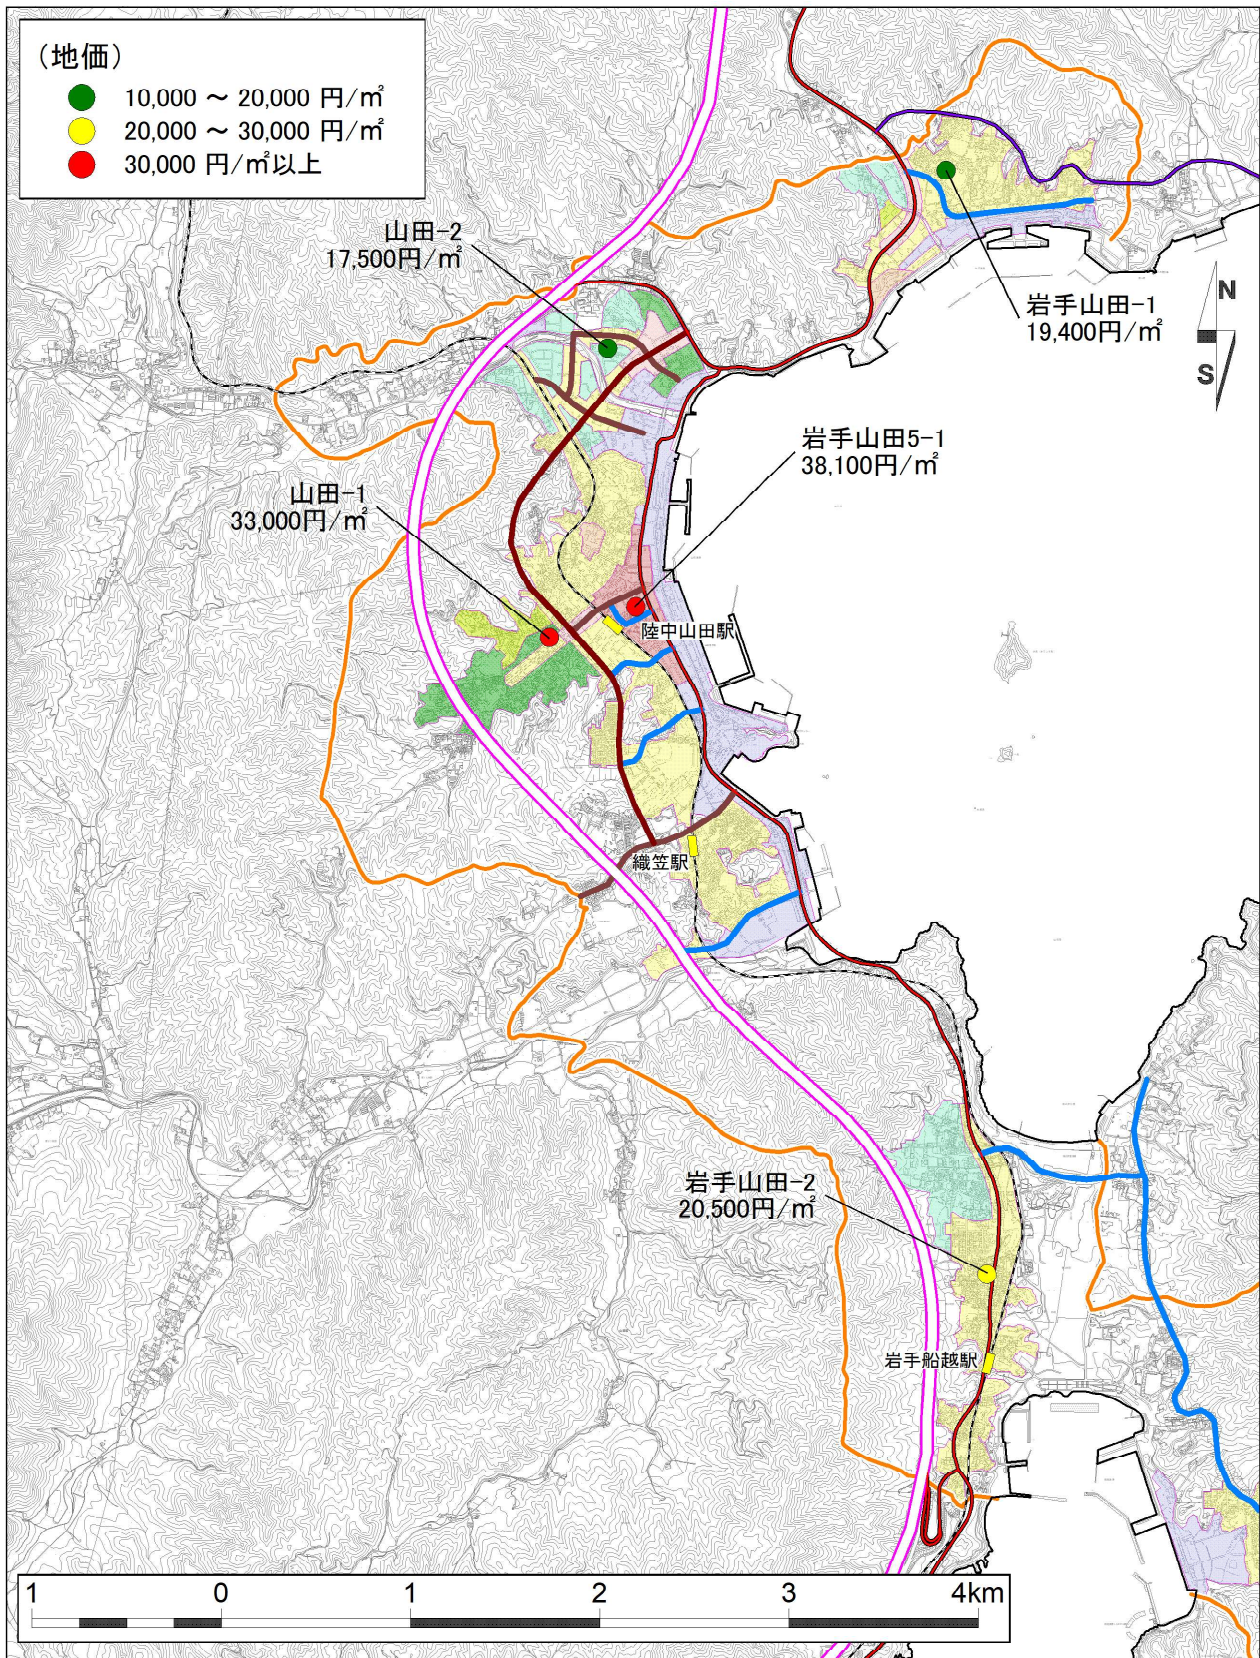 （地価）
10,000 ～ 20,000 円/㎡
20,000 ～ 30,000 円/㎡
30,000 円/㎡以上
山田-2
17,500円/㎡
岩手山田-1
19,400円/㎡
N
S
岩手山田5-1
38,100円/㎡
山田-1
33,000円/㎡
陸中山田駅
織笠駅
岩手山田-2
20,500円/㎡
岩手船越駅
1 0 1 2 3 4km